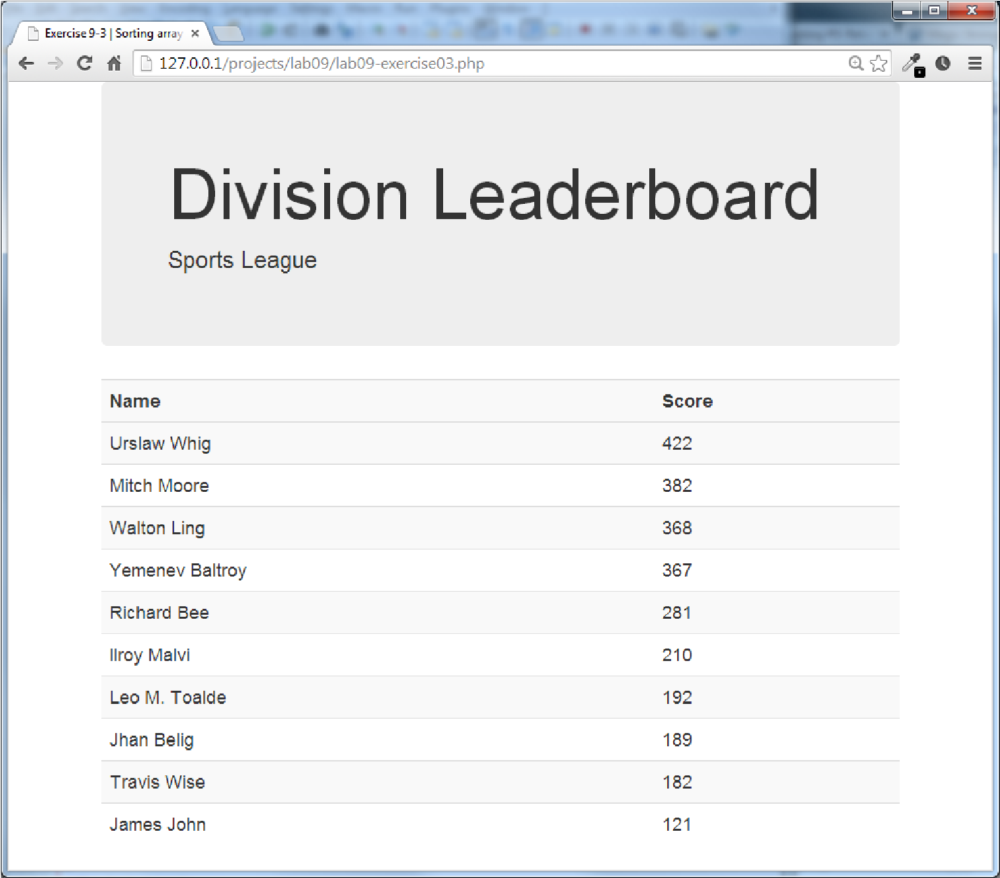 Exercise 9-3 | Sorting array
127.0.0.1/projects/lab09/lab09-exercise03.php
Division Leaderboard
Sports League
Name Score
Urslaw Whig 422
Mitch Moore 382
Walton Ling 368
Yemenev Baltroy 367
Richard Bee 281
Ilroy Malvi 210
Leo M. Toalde 192
Jhan Belig 189
Travis Wise 182
James John 121